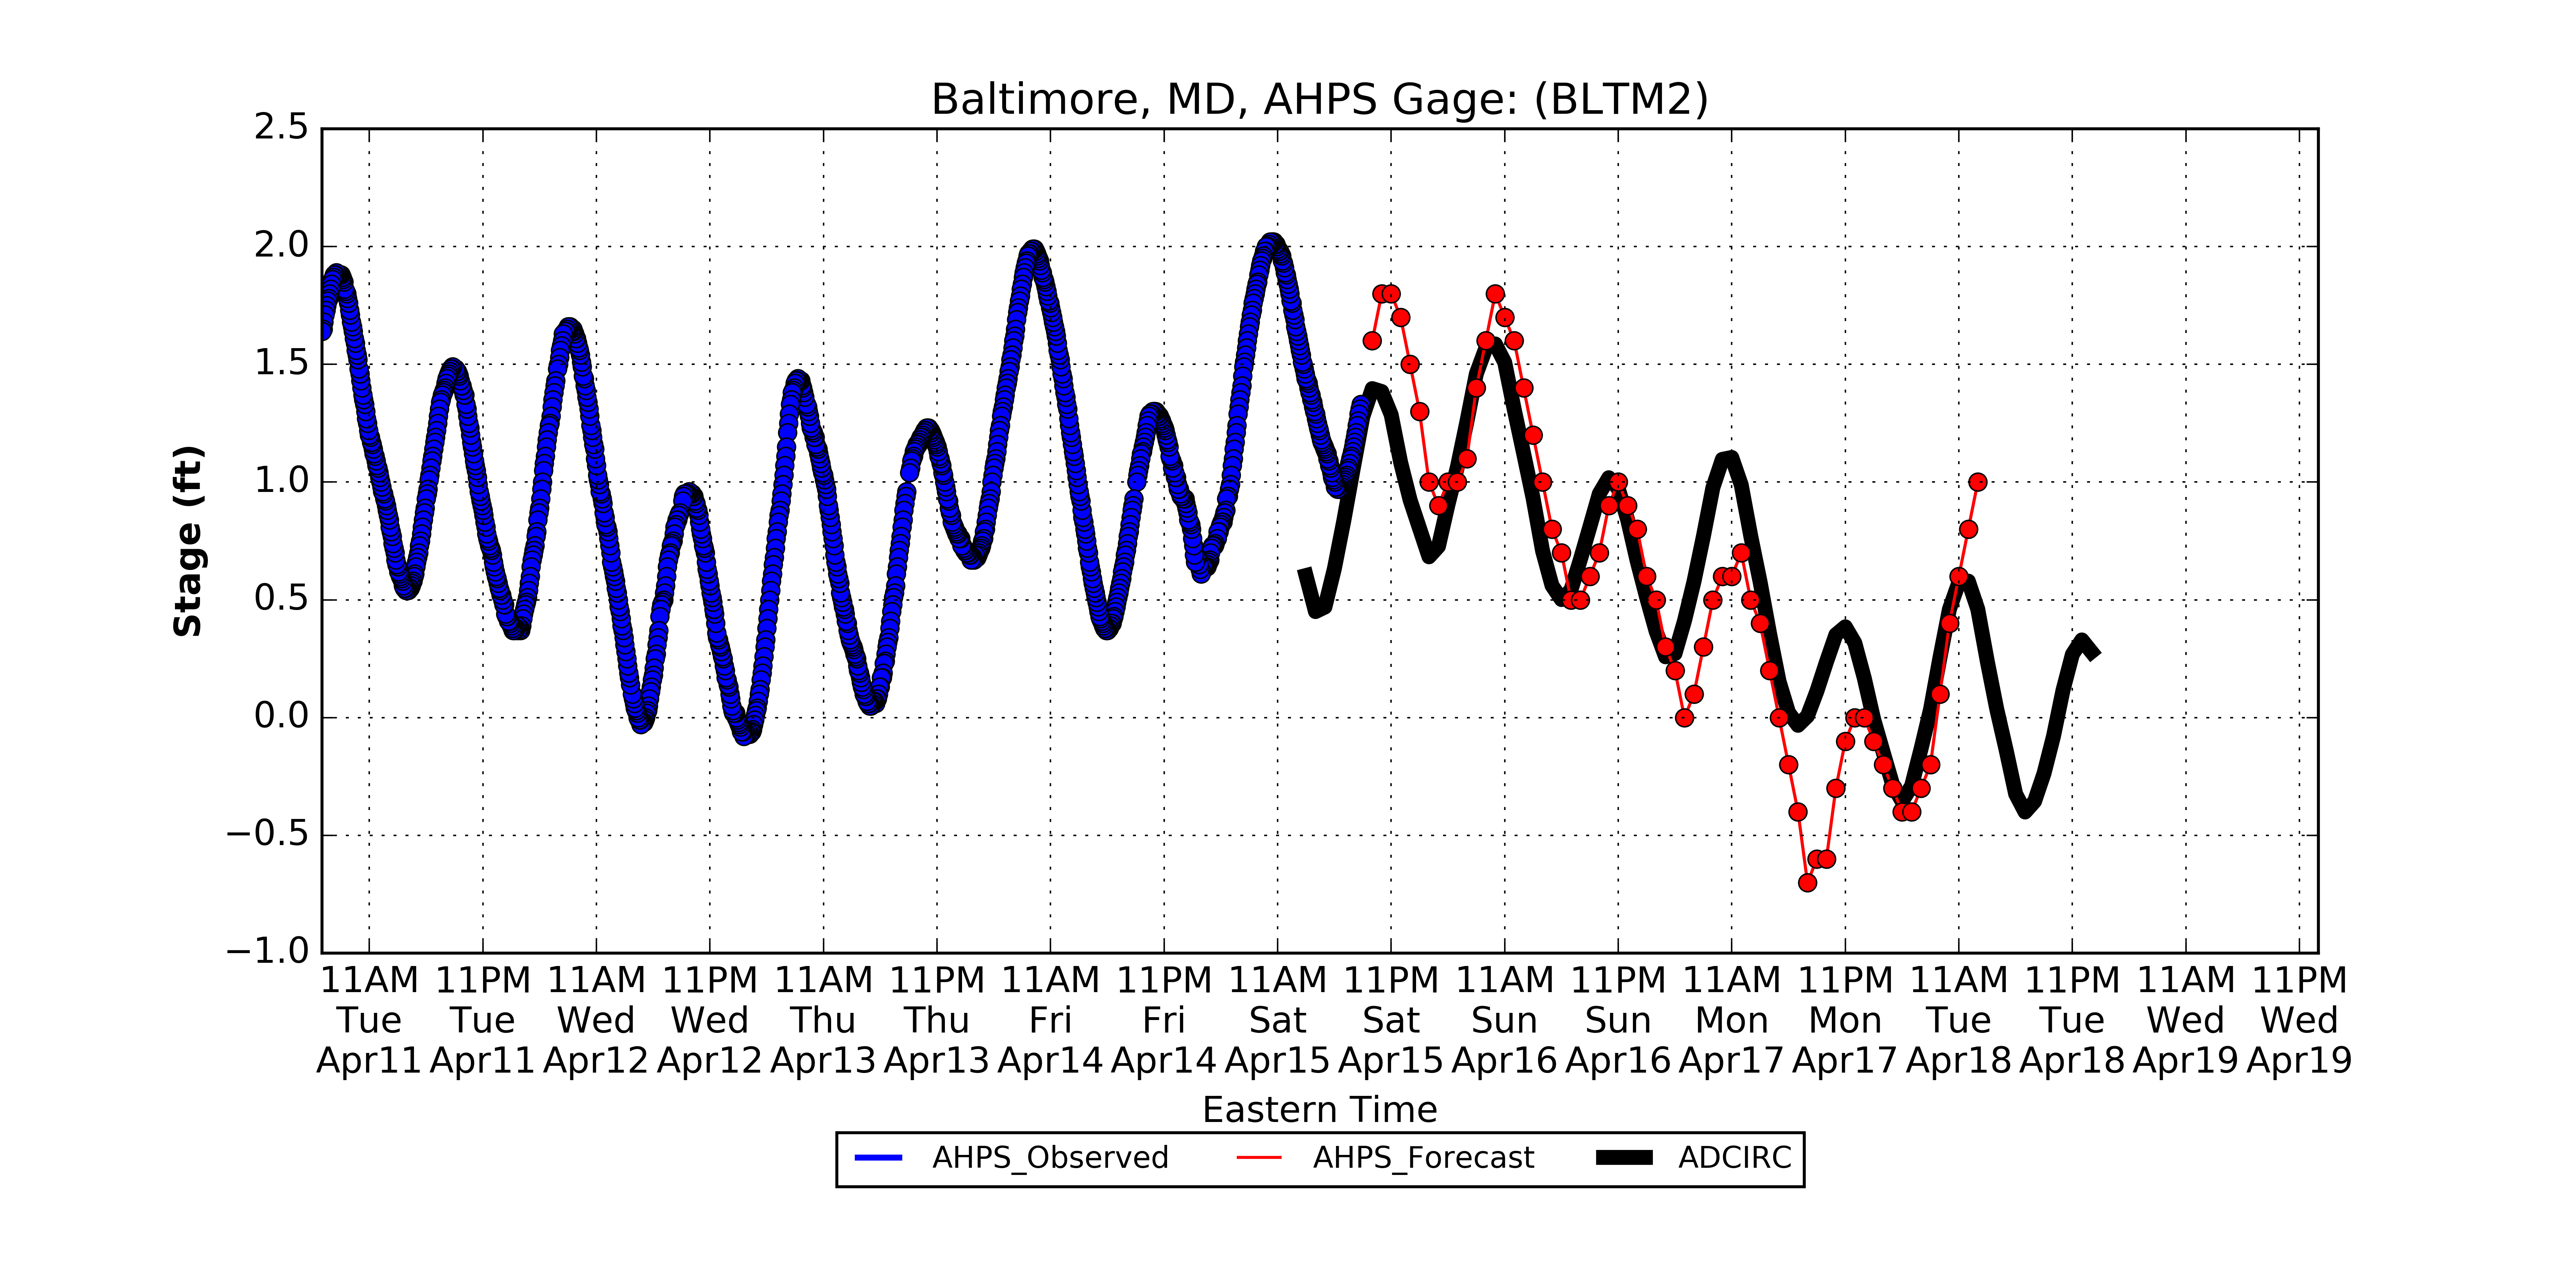 Baltimore, MD, AHPS Gage: (BLTM2)
2.5
2.0
1.5
1.0
0.5
0.0
−0.5
−1.0
Stage (ft)
11AM 11PM 11AM 11PM 11AM 11PM 11AM 11PM 11AM 11PM 11AM 11PM 11AM 11PM 11AM 11PM 11AM 11PM
Tue Tue Wed Wed Thu Thu Fri Fri Sat Sat Sun Sun Mon Mon Tue Tue Wed Wed
Apr11 Apr11 Apr12 Apr12 Apr13 Apr13 Apr14 Apr14 Apr15 Apr15 Apr16 Apr16 Apr17 Apr17 Apr18 Apr18 Apr19 Apr19
Eastern Time
AHPS_Observed AHPS_Forecast ADCIRC